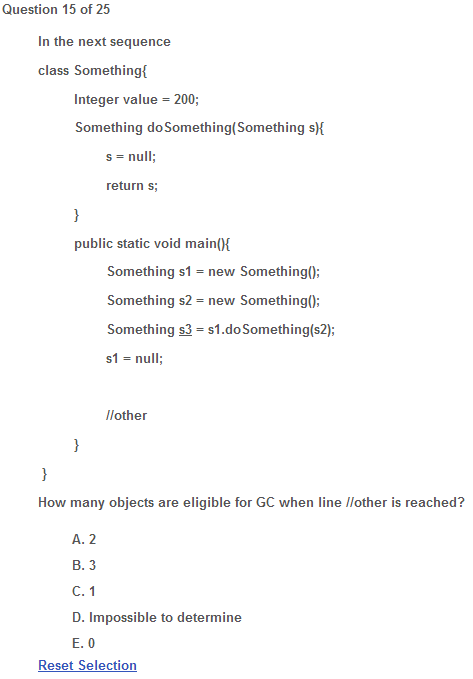 Question 15 of 25
In the next sequence
class Something{
Integer value = 200;
Something doSomething(Something s){
s = null;
return s;
}
public static void main(){
Something s1 = new Something();
Something s2 = new Something();
Something s3 = s1.doSomething(s2);
s1 = null;
//other
}
}
How many objects are eligible for GC when line //other is reached?
A. 2
B. 3
C. 1
D. Impossible to determine
E. 0
Reset Selection